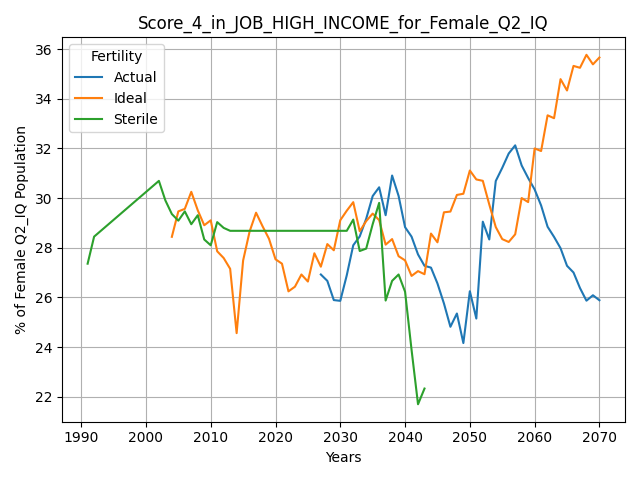 Score_4_in_JOB_HIGH_INCOME_for_Female_Q2_IQ
Fertility
Actual
Ideal
Sterile
% of Female Q2_IQ Population
36
34
32
30
28
26
24
22
1990 2000 2010 2020 2030 2040 2050 2060 2070
Years